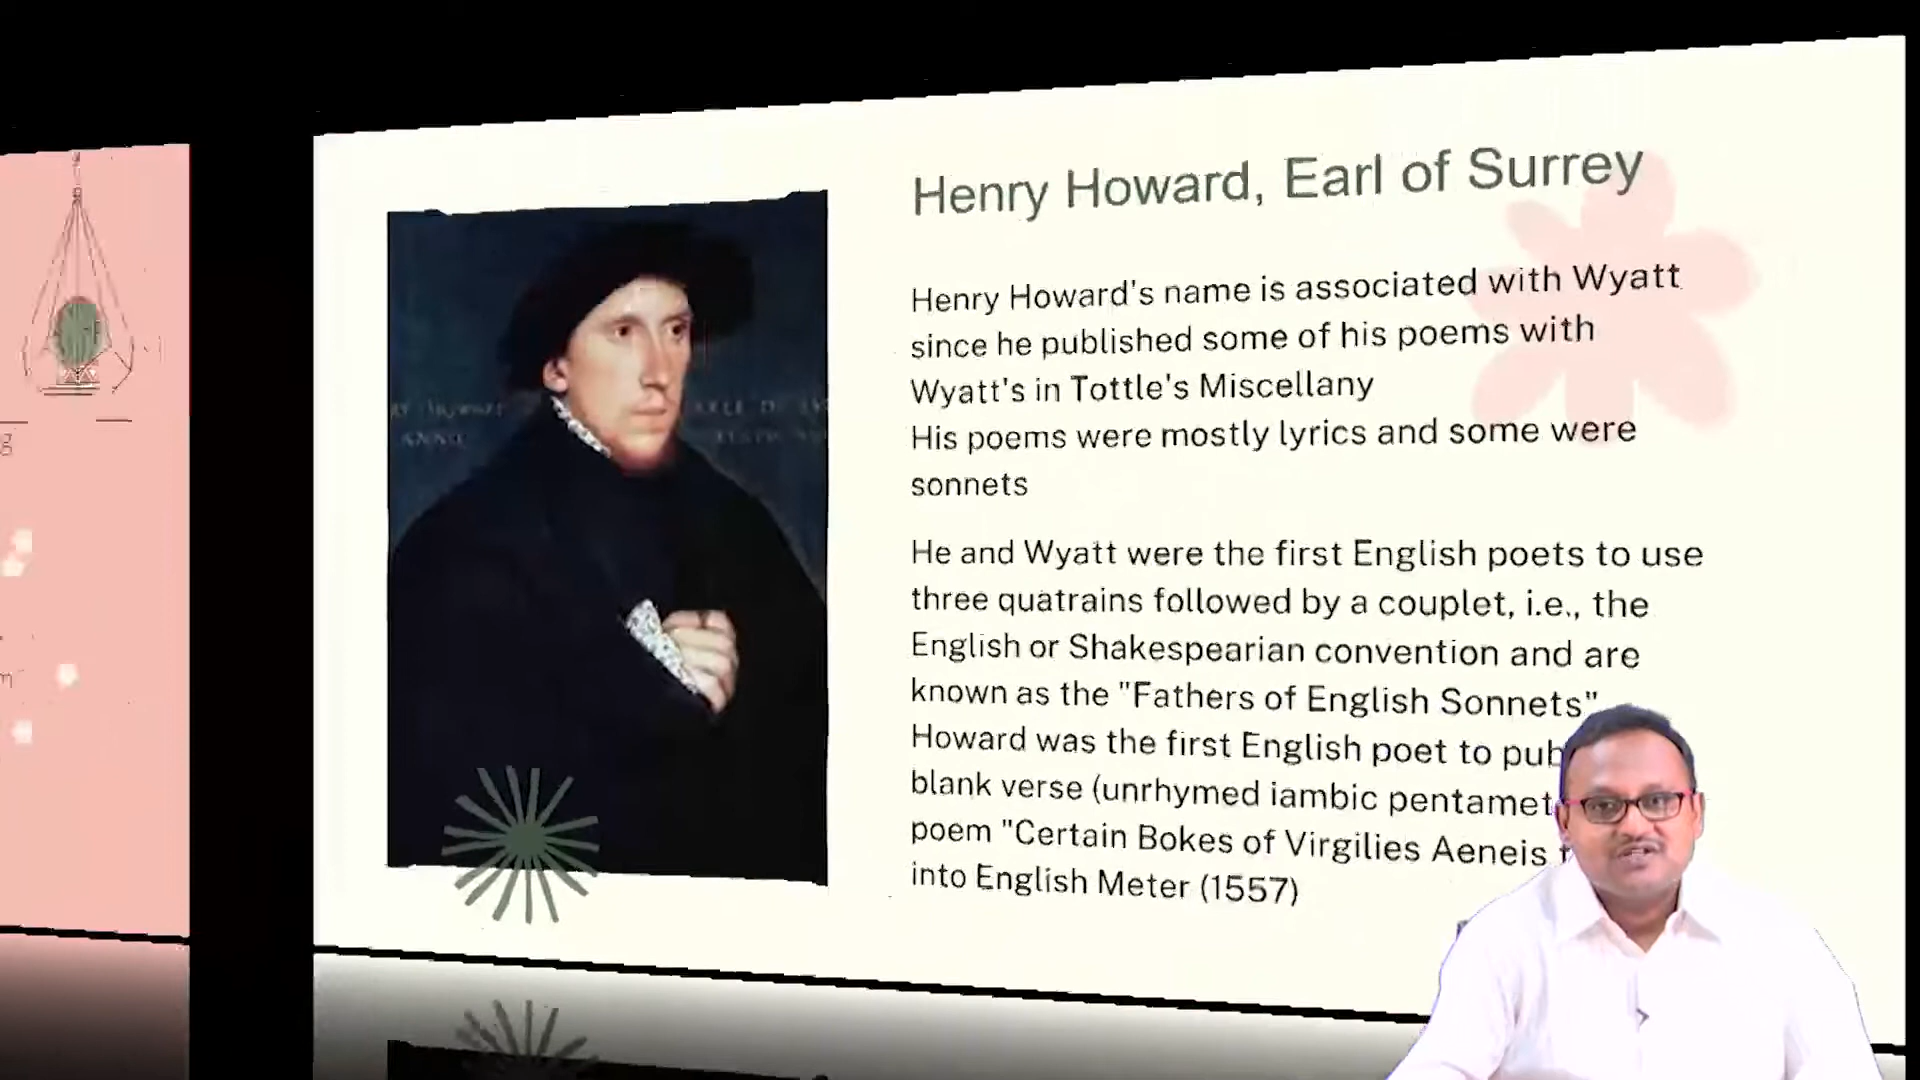 Henry Howard, Earl of Surrey
Henry Howard's name is associated with Wyatt
since he published some of his poems with
Wyatt's in Tottle's Miscellany
His poems were mostly lyrics and some were
sonnets
He and Wyatt were the first English poets to use
three quatrains followed by a couplet, i.e., the
English or Shakespearian convention and are
known as the "Fathers of English Sonnets"
Howard was the first English poet to
blank verse (unrhymed iambic
poem "Certain Bokes of Virgilies Aeneis
into English Meter (1557)